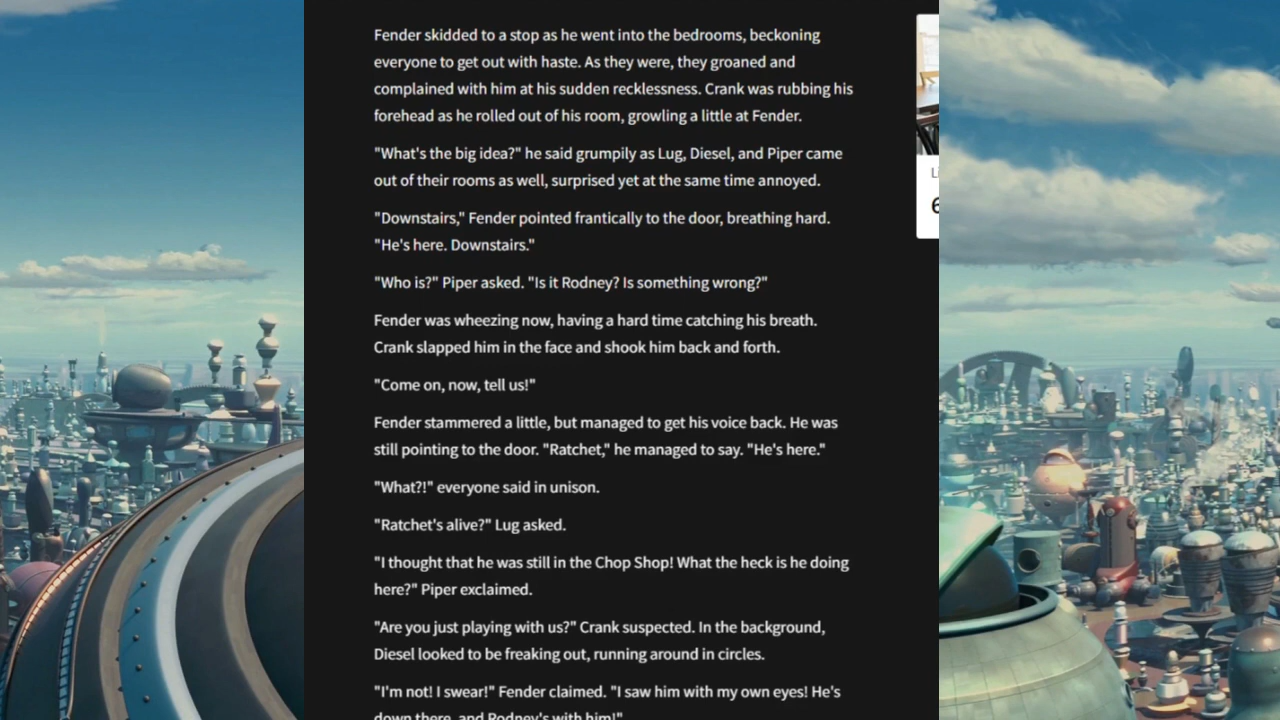 Fender skidded to a stop as he went into the bedrooms, beckoning
everyone to get out with haste. As they were, they groaned and
complained with him at his sudden recklessness. Crank was rubbing his
forehead as he rolled out of his room, growling a little at Fender.
"What's the big idea?" he said grumpily as Lug, Diesel, and Piper came
out of their rooms as well, surprised yet at the same time annoyed.
"Downstairs," Fender pointed frantically to the door, breathing hard.
"He's here. Downstairs."
"Who is?" Piper asked. "Is it Rodney? Is something wrong?"
Fender was wheezing now, having a hard time catching his breath.
Crank slapped him in the face and shook him back and forth.
"Come on, now, tell us!"
Fender stammered a little, but managed to get his voice back. He was
still pointing to the door. "Ratchet," he managed to say. "He's here."
"What?!" everyone said in unison.
"Ratchet's alive?" Lug asked.
"I thought that he was still in the Chop Shop! What the heck is he doing
here?" Piper exclaimed.
"Are you just playing with us?" Crank suspected. In the background,
Diesel looked to be freaking out, running around in circles.
"I'm not! I swear!" Fender claimed. "I saw him with my own eyes! He's
down there, and Rodney's with him!"